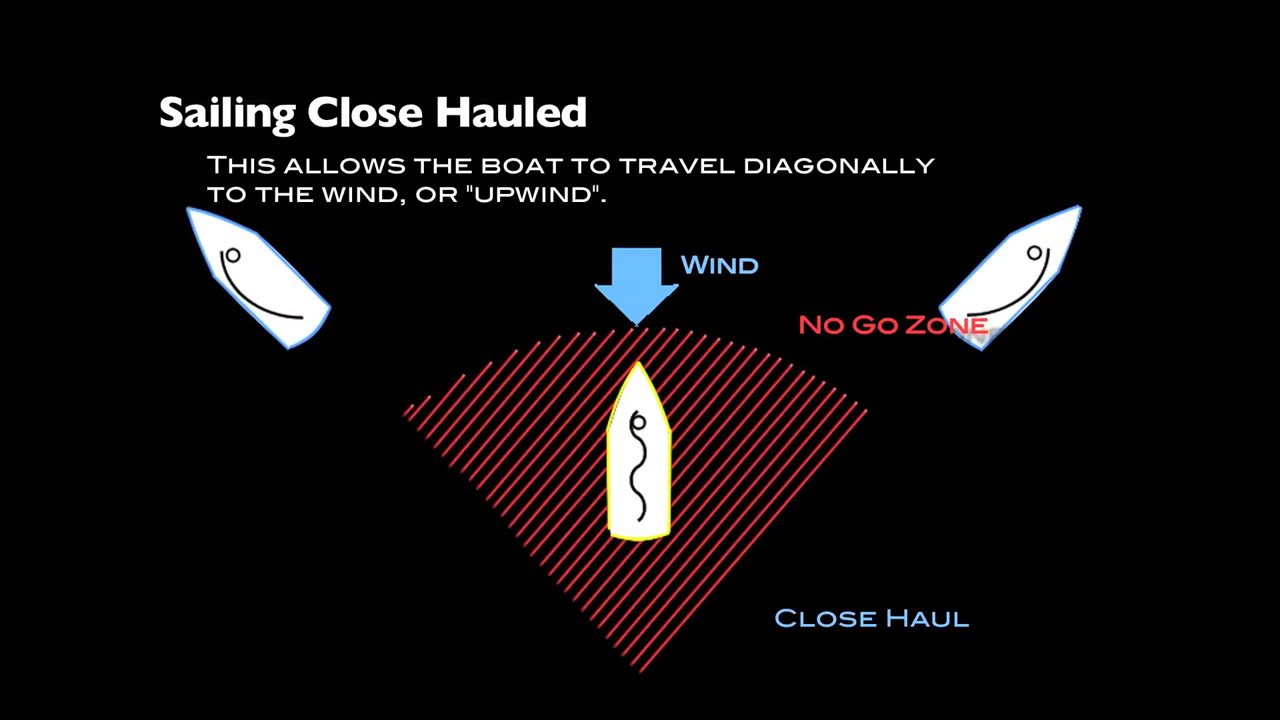 Sailing Close Hauled
This allows the boat to travel diagonally
to the wind, or "upwind".
Wind
No Go Zone
Close Haul